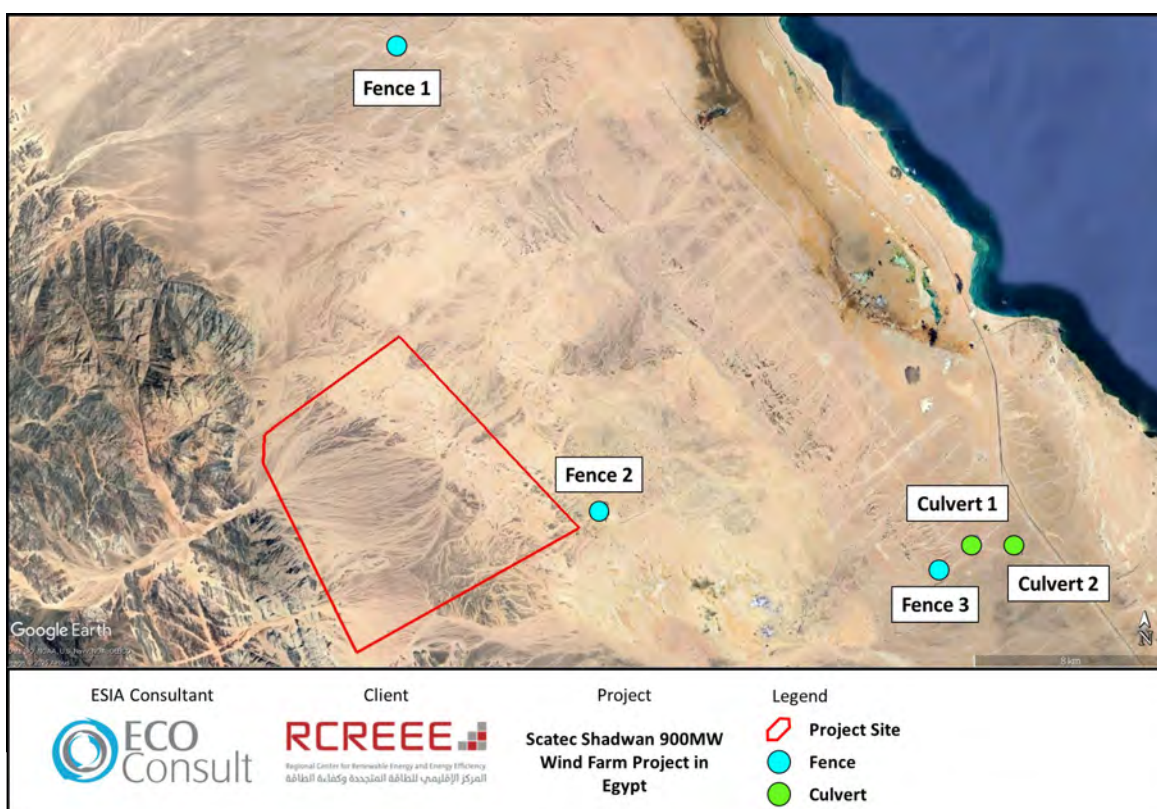 Fence 1
Fence 2
Culvert 1
Culvert 2
Fence 3
Google Earth
N
8 km
ESIA Consultant
Client
Project
Legend
ECO
Consult
RCREEE
Regional Center for Renewable Energy and Energy Efficiency
المركز الإقليمي للطاقة المتجددة وكفاءة الطاقة
Scatec Shadwan 900MW
Wind Farm Project in
Egypt
Project Site
Fence
Culvert